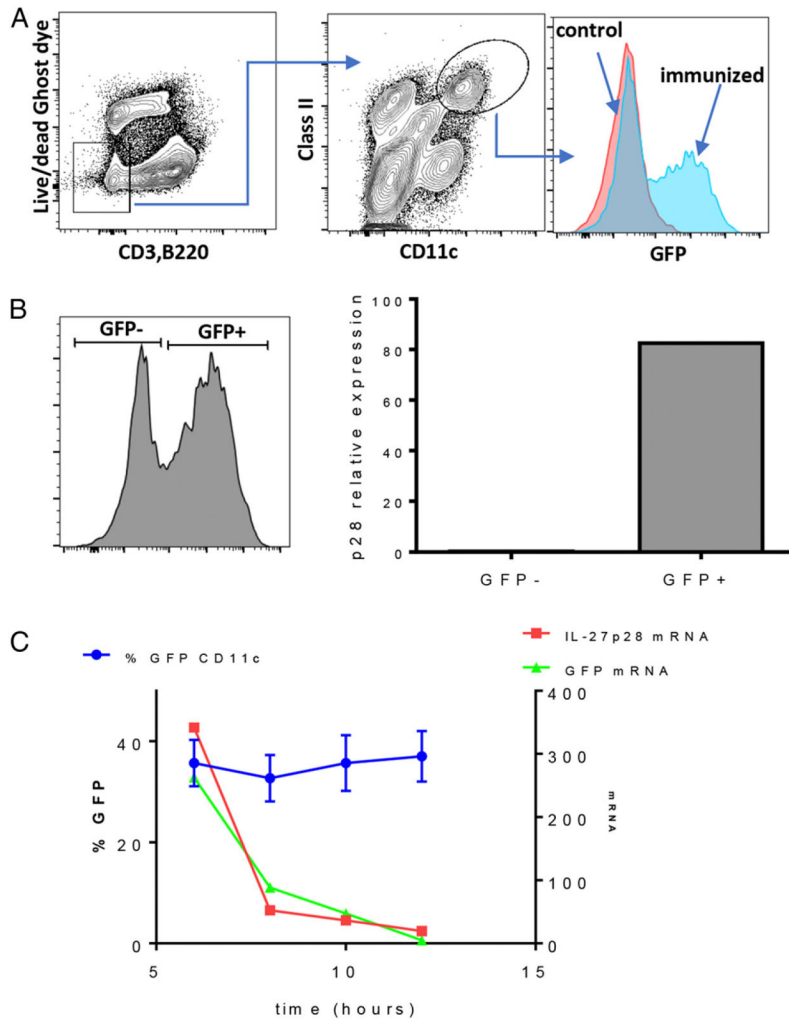 A
Live/dead Ghost dye
CD3,B220
Class II
CD11c
control
immunized
GFP
B
GFP-
GFP+
p28 relative expression
100
80
60
40
20
0
GFP-
GFP+
C
% GFP CD11c
IL-27p28 mRNA
GFP mRNA
% GFP
40
20
0
400
300
200
100
0
mRNA
5
10
15
time (hours)